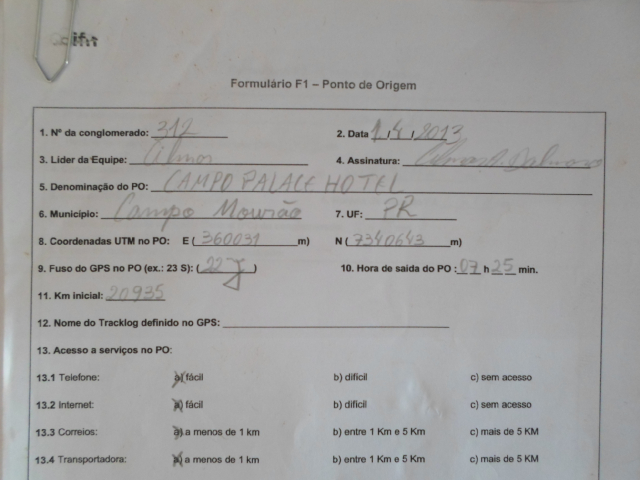 Formulário F1 – Ponto de Origem
1. Nº da conglomerado: 312 2. Data 1/4/2013
3. Lider da Equipe: Cilmar 4. Assinatura:
5. Denominação do PO: CAMPO PALACE HOTEL
6. Município: Campo Mourão 7. UF: PR
8. Coordenadas UTM no PO: E (360031 m) N (7340643 m)
9. Fuso do GPS no PO (ex.: 23 S): (22J) 10. Hora de saida do PO : 07 h 25 min.
11. Km inicial: 20935
12. Nome do Tracklog definido no GPS:
13. Acesso a serviços no PO:
13.1 Telefone: a) fácil b) difícil c) sem acesso
13.2 Internet: a) fácil b) difícil c) sem acesso
13.3 Correios: a) a menos de 1 km b) entre 1 Km e 5 Km c) mais de 5 KM
13.4 Transportadora: a) a menos de 1 km b) entre 1 Km e 5 Km c) mais de 5 KM